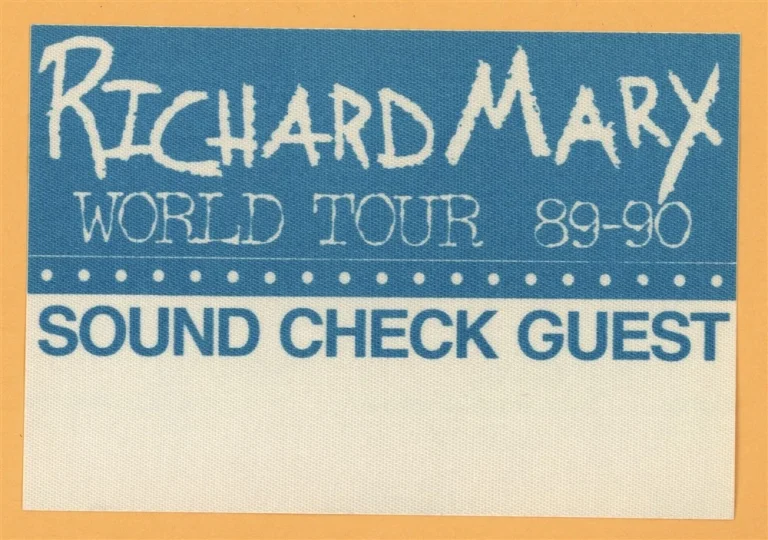 RICHARD MARX
WORLD TOUR 89-90
SOUND CHECK GUEST